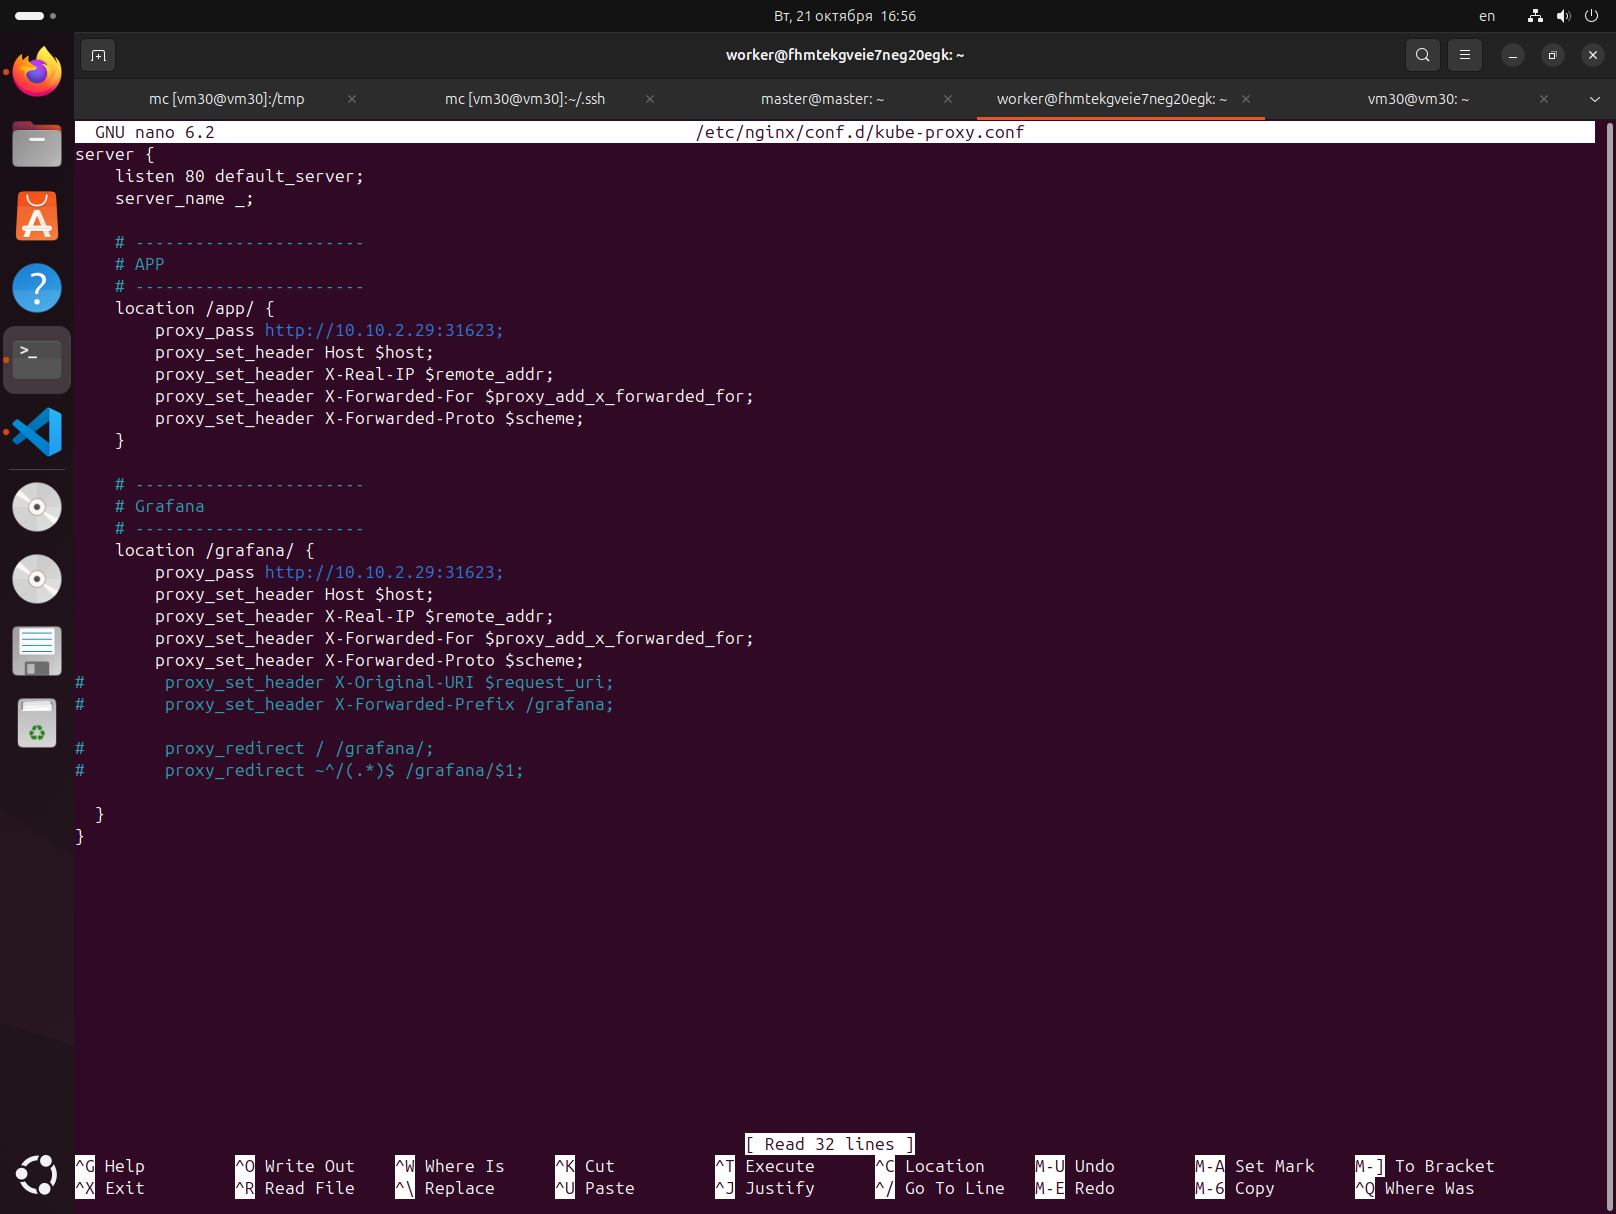 Вт, 21 октября 16:56
en
worker@fhmtekgveie7neg20egk: ~
mc [vm30@vm30]:/tmp
mc [vm30@vm30]:~/.ssh
master@master: ~
worker@fhmtekgveie7neg20egk: ~
vm30@vm30: ~
GNU nano 6.2 /etc/nginx/conf.d/kube-proxy.conf
server {
    listen 80 default_server;
    server_name _;
    # -----------------------
    # APP
    # -----------------------
    location /app/ {
        proxy_pass http://10.10.2.29:31623;
        proxy_set_header Host $host;
        proxy_set_header X-Real-IP $remote_addr;
        proxy_set_header X-Forwarded-For $proxy_add_x_forwarded_for;
        proxy_set_header X-Forwarded-Proto $scheme;
    }
    # -----------------------
    # Grafana
    # -----------------------
    location /grafana/ {
        proxy_pass http://10.10.2.29:31623;
        proxy_set_header Host $host;
        proxy_set_header X-Real-IP $remote_addr;
        proxy_set_header X-Forwarded-For $proxy_add_x_forwarded_for;
        proxy_set_header X-Forwarded-Proto $scheme;
#        proxy_set_header X-Original-URI $request_uri;
#        proxy_set_header X-Forwarded-Prefix /grafana;
#        proxy_redirect / /grafana/;
#        proxy_redirect ~^/(.*)$ /grafana/$1;
  }
}
[ Read 32 lines ]
^G Help ^O Write Out ^W Where Is ^K Cut ^T Execute ^C Location M-U Undo M-A Set Mark M-] To Bracket
^X Exit ^R Read File ^\ Replace ^U Paste ^J Justify ^/ Go To Line M-E Redo M-6 Copy ^Q Where Was